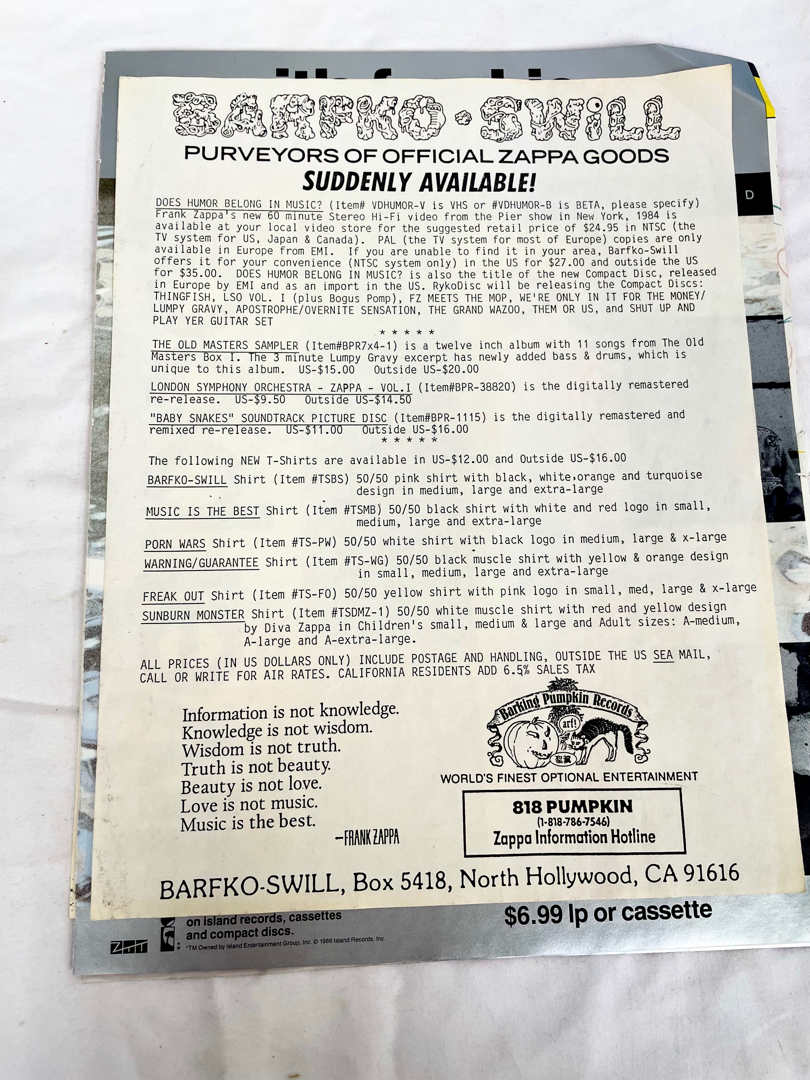 BARFKO-SWILL
PURVEYORS OF OFFICIAL ZAPPA GOODS
SUDDENLY AVAILABLE!
DOES HUMOR BELONG IN MUSIC? (Item# VDHUMOR-V is VHS or #VDHUMOR-B is BETA, please specify)
Frank Zappa's new 60 minute Stereo Hi-Fi video from the Pier show in New York, 1984 is
available at your local video store for the suggested retail price of $24.95 in NTSC (the
TV system for US, Japan & Canada). PAL (the TV system for most of Europe) copies are only
available in Europe from EMI. If you are unable to find it in your area, Barfko-Swill
offers it for your convenience (NTSC system only) in the US for $27.00 and outside the US
for $35.00. DOES HUMOR BELONG IN MUSIC? is also the title of the new Compact Disc, released
in Europe by EMI and as an import in the US. RykoDisc will be releasing the Compact Discs:
THINGFISH, LSO VOL. I (plus Bogus Pomp), FZ MEETS THE MOP, WE'RE ONLY IN IT FOR THE MONEY/
LUMPY GRAVY, APOSTROPHE/OVERNITE SENSATION, THE GRAND WAZOO, THEM OR US, and SHUT UP AND
PLAY YER GUITAR SET
* * * * *
THE OLD MASTERS SAMPLER (Item#BPR7x4-1) is a twelve inch album with 11 songs from The Old
Masters Box I. The 3 minute Lumpy Gravy excerpt has newly added bass & drums, which is
unique to this album. US-$15.00 Outside US-$20.00
LONDON SYMPHONY ORCHESTRA - ZAPPA - VOL.I (Item#BPR-38820) is the digitally remastered
re-release. US-$9.50 Outside US-$14.50
"BABY SNAKES" SOUNDTRACK PICTURE DISC (Item#BPR-1115) is the digitally remastered and
remixed re-release. US-$11.00 Outside US-$16.00
* * * * *
The following NEW T-Shirts are available in US-$12.00 and Outside US-$16.00
BARFKO-SWILL Shirt (Item #TSBS) 50/50 pink shirt with black, white,orange and turquoise
design in medium, large and extra-large
MUSIC IS THE BEST Shirt (Item #TSMB) 50/50 black shirt with white and red logo in small,
medium, large and extra-large
PORN WARS Shirt (Item #TS-PW) 50/50 white shirt with black logo in medium, large & x-large
WARNING/GUARANTEE Shirt (Item #TS-WG) 50/50 black muscle shirt with yellow & orange design
in small, medium, large and extra-large
FREAK OUT Shirt (Item #TS-FO) 50/50 yellow shirt with pink logo in small, med, large & x-large
SUNBURN MONSTER Shirt (Item #TSDMZ-1) 50/50 white muscle shirt with red and yellow design
by Diva Zappa in Children's small, medium & large and Adult sizes: A-medium,
A-large and A-extra-large.
ALL PRICES (IN US DOLLARS ONLY) INCLUDE POSTAGE AND HANDLING, OUTSIDE THE US SEA MAIL,
CALL OR WRITE FOR AIR RATES. CALIFORNIA RESIDENTS ADD 6.5% SALES TAX
Information is not knowledge.
Knowledge is not wisdom.
Wisdom is not truth.
Truth is not beauty.
Beauty is not love.
Love is not music.
Music is the best.
—FRANK ZAPPA
Barking Pumpkin Records
arf!
WORLD'S FINEST OPTIONAL ENTERTAINMENT
818 PUMPKIN
(1-818-786-7546)
Zappa Information Hotline
BARFKO-SWILL, Box 5418, North Hollywood, CA 91616
D
on island records, cassettes
and compact discs.
*TM Owned by Island Entertainment Group, Inc. © 1986 Island Records, Inc.
$6.99 lp or cassette